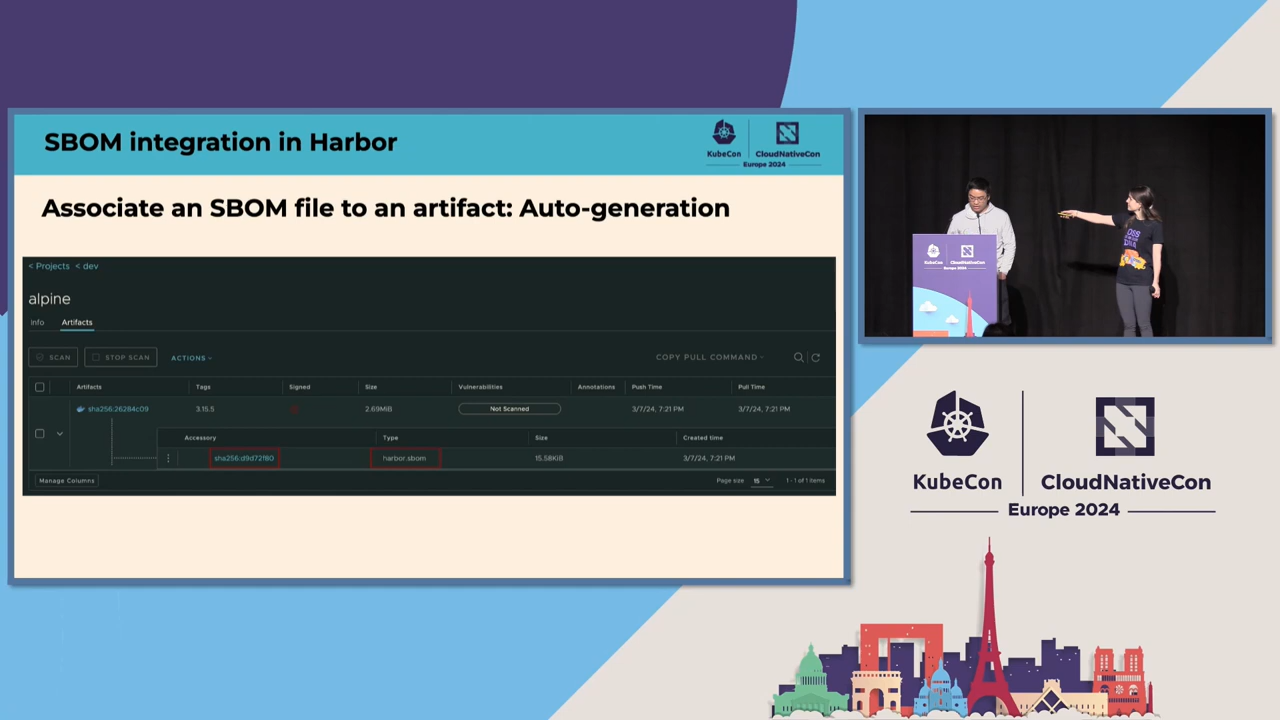 SBOM integration in Harbor
KubeCon
CloudNativeCon
Europe 2024
Associate an SBOM file to an artifact: Auto-generation
< Projects < dev
alpine
Info Artifacts
SCAN STOP SCAN ACTIONS COPY PULL COMMAND
Artifacts Tags Signed Size Vulnerabilities Annotations Push Time Pull Time
sha256:26284c09 3.15.5 2.69MiB Not Scanned 3/7/24, 7:21 PM 3/7/24, 7:21 PM
Accessory Type Size Created time
sha256:d9d72f80 harbor.sbom 15.58KiB 3/7/24, 7:21 PM
Manage Columns Page size 15 1 - 1 of 1 items
KubeCon
CloudNativeCon
Europe 2024
KubeCon CloudNativeCon
Europe 2024